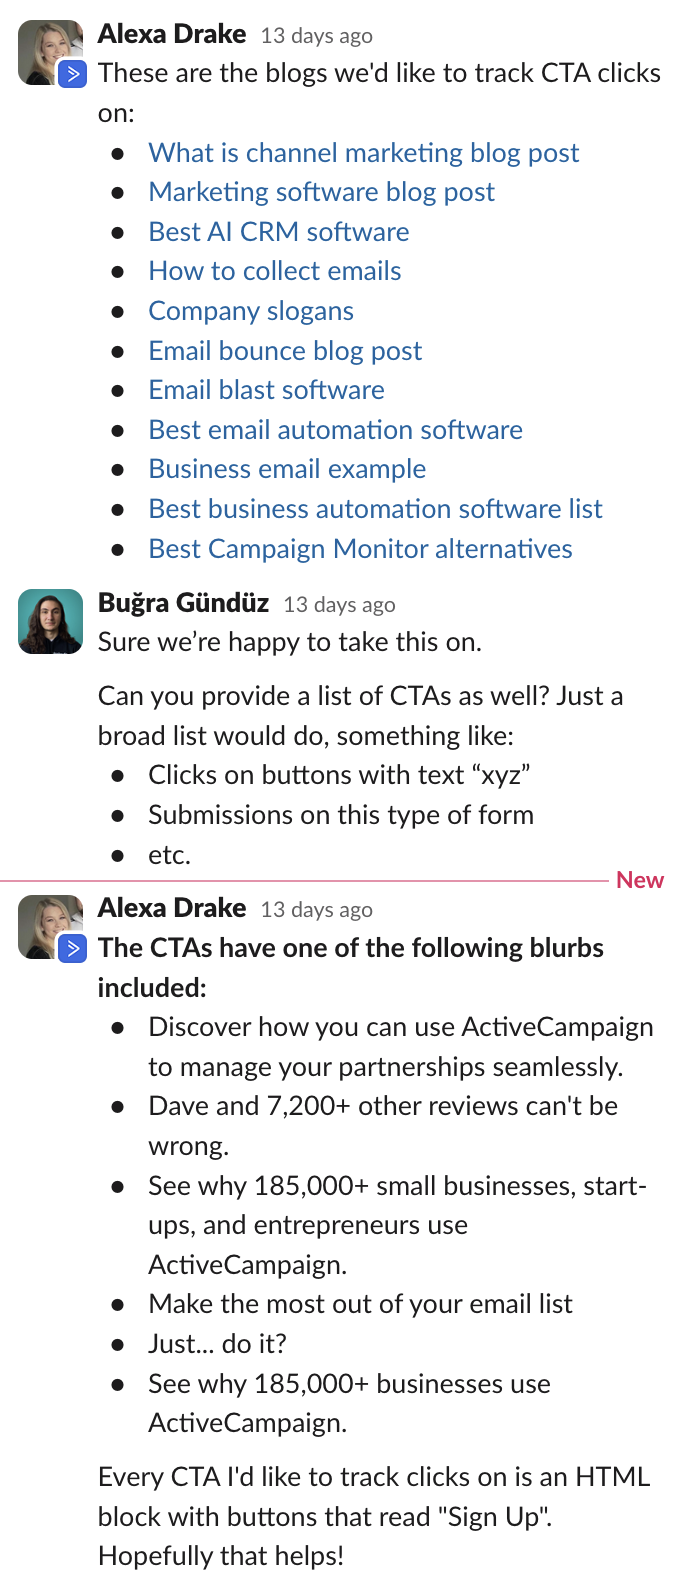 Alexa Drake 13 days ago
These are the blogs we'd like to track CTA clicks
on:
● What is channel marketing blog post
● Marketing software blog post
● Best AI CRM software
● How to collect emails
● Company slogans
● Email bounce blog post
● Email blast software
● Best email automation software
● Business email example
● Best business automation software list
● Best Campaign Monitor alternatives
Buğra Gündüz 13 days ago
Sure we’re happy to take this on.
Can you provide a list of CTAs as well? Just a
broad list would do, something like:
● Clicks on buttons with text “xyz”
● Submissions on this type of form
● etc.
New
Alexa Drake 13 days ago
The CTAs have one of the following blurbs
included:
● Discover how you can use ActiveCampaign
to manage your partnerships seamlessly.
● Dave and 7,200+ other reviews can't be
wrong.
● See why 185,000+ small businesses, start-
ups, and entrepreneurs use
ActiveCampaign.
● Make the most out of your email list
● Just... do it?
● See why 185,000+ businesses use
ActiveCampaign.
Every CTA I'd like to track clicks on is an HTML
block with buttons that read "Sign Up".
Hopefully that helps!